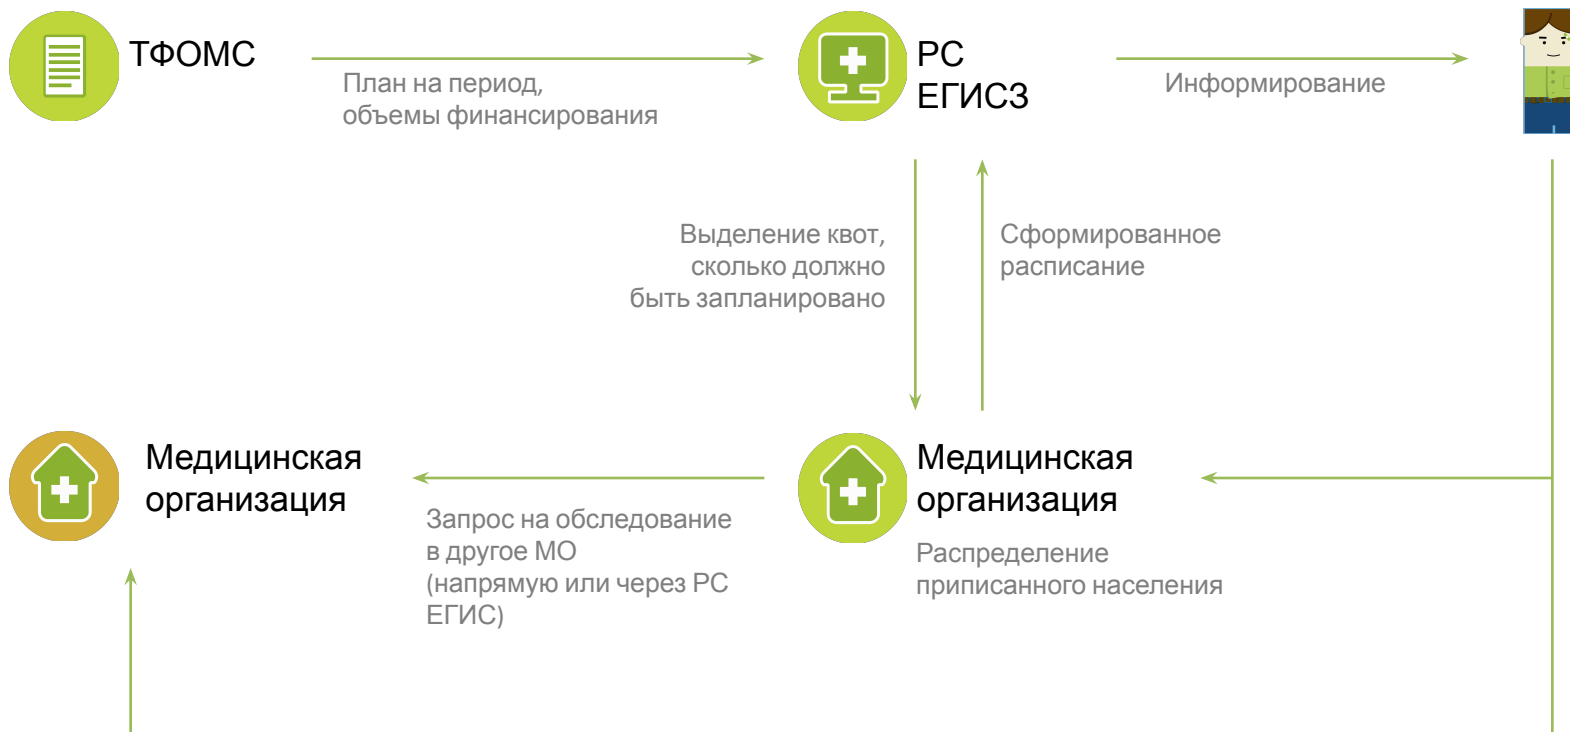 ТФОМС
План на период,
объемы финансирования
РС
ЕГИСЗ
Информирование
Выделение квот,
сколько должно
быть запланировано
Сформированное
расписание
Медицинская
организация
Запрос на обследование
в другое МО
(напрямую или через РС
ЕГИС)
Медицинская
организация
Распределение
приписанного населения